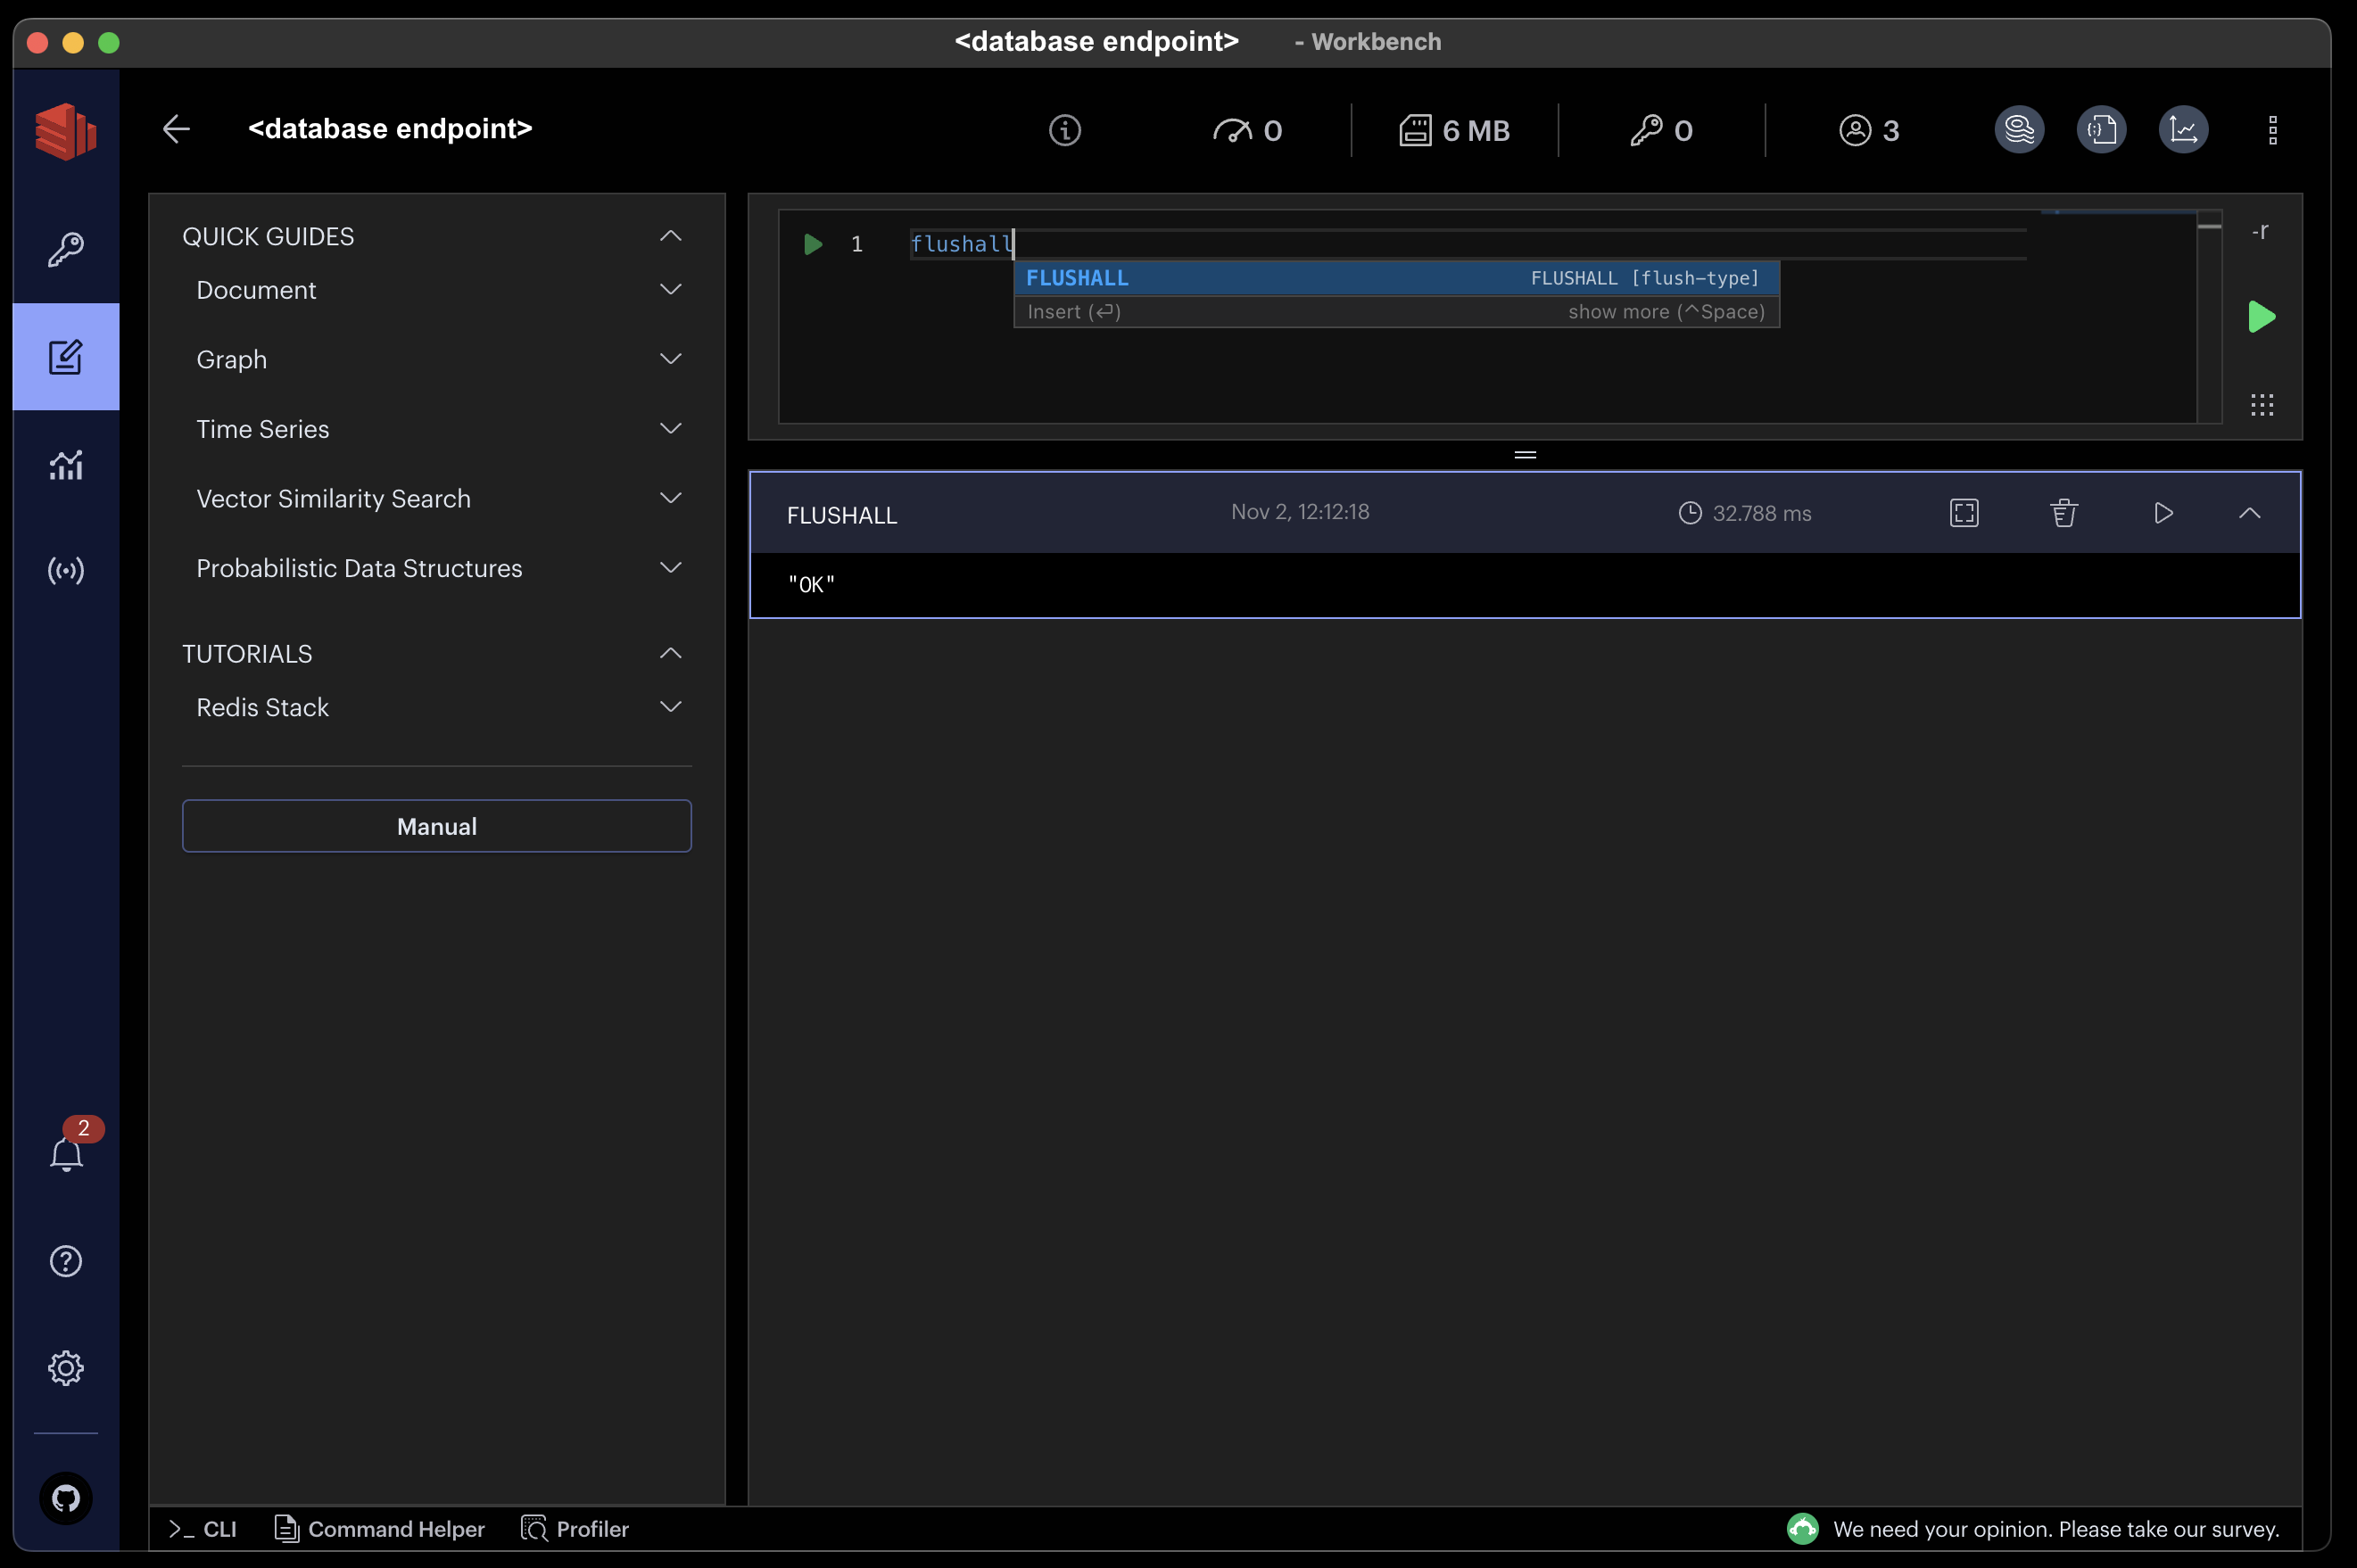 <database endpoint> - Workbench
<database endpoint> 0 6 MB 0 3
QUICK GUIDES
Document
Graph
Time Series
Vector Similarity Search
Probabilistic Data Structures
TUTORIALS
Redis Stack
Manual
1 flushall
FLUSHALL FLUSHALL [flush-type]
Insert (⏎) show more (^Space)
-r
FLUSHALL Nov 2, 12:12:18 32.788 ms
"OK"
2
>_ CLI Command Helper Profiler We need your opinion. Please take our survey.